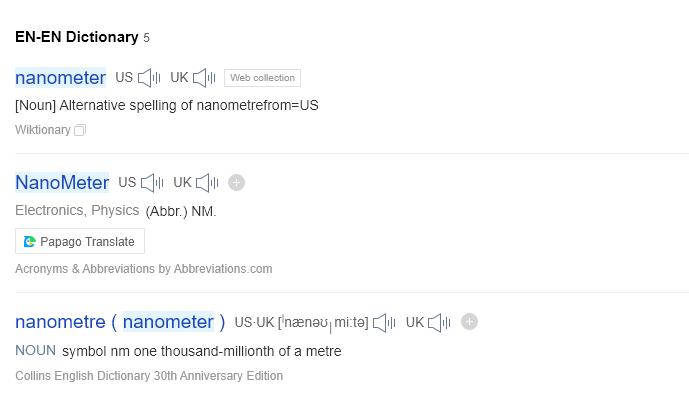 EN-EN Dictionary 5
nanometer US UK Web collection
[Noun] Alternative spelling of nanometrefrom=US
Wiktionary
NanoMeter US UK
Electronics, Physics (Abbr.) NM.
Papago Translate
Acronyms & Abbreviations by Abbreviations.com
nanometre ( nanometer ) US·UK [ˈnænəʊˌmiːtə] UK
NOUN symbol nm one thousand-millionth of a metre
Collins English Dictionary 30th Anniversary Edition